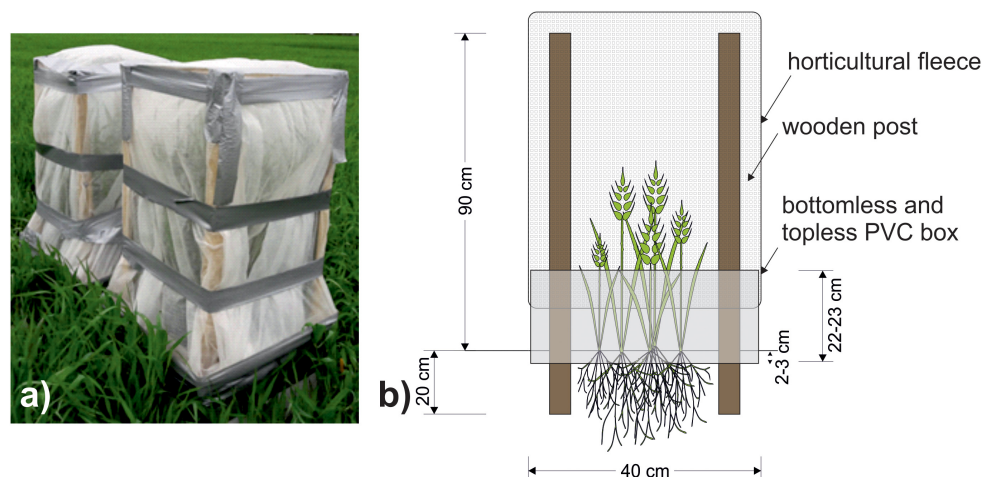 a)
b)
horticultural fleece
wooden post
bottomless and
topless PVC box
90 cm
20 cm
22-23 cm
2-3 cm
40 cm